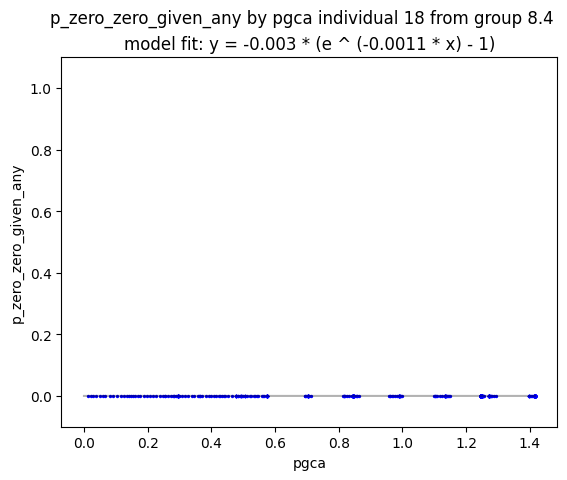 p_zero_zero_given_any by pgca individual 18 from group 8.4
model fit: y = -0.003 * (e ^ (-0.0011 * x) - 1)
1.0
0.8
0.6
0.4
0.2
0.0
p_zero_zero_given_any
0.0 0.2 0.4 0.6 0.8 1.0 1.2 1.4
pgca